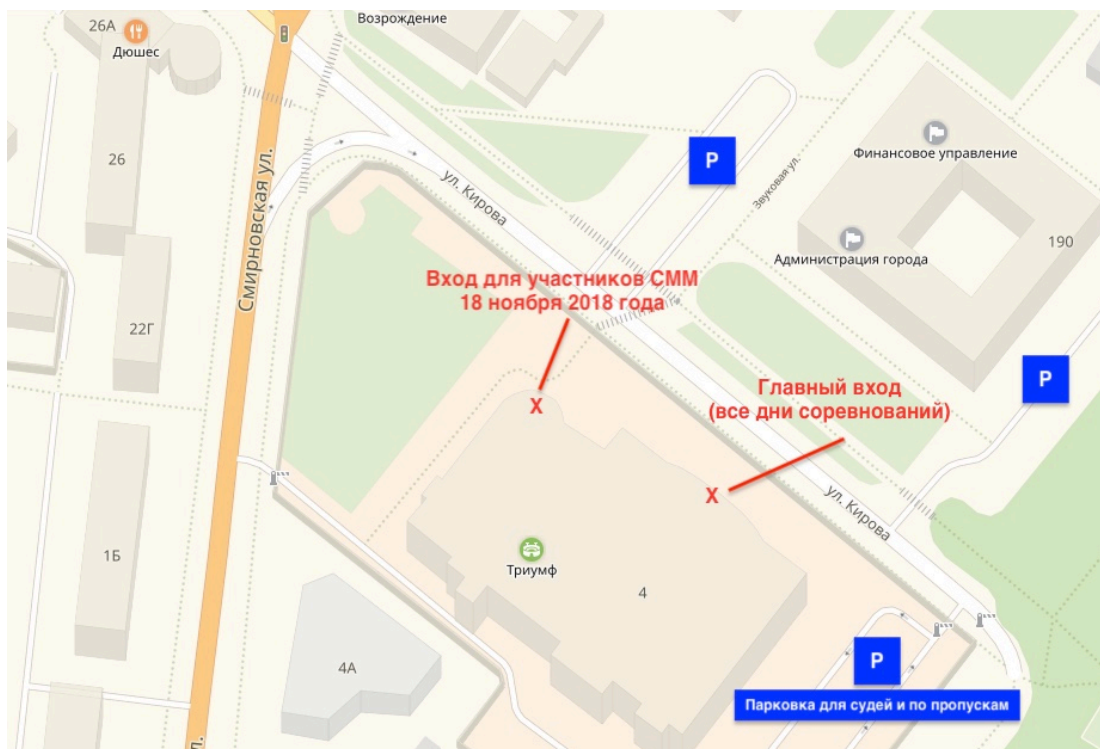 Возрождение
26А
Дюшес
Р
Финансовое управление
26
ул. Кирова
Звуковая ул.
Смирновская ул.
190
Администрация города
Вход для участников СММ
18 ноября 2018 года
22Г
Р
Главный вход
(все дни соревнований)
Х
Х
ул. Кирова
1Б
Триумф
4
4А
Р
Парковка для судей и по пропускам
ул.